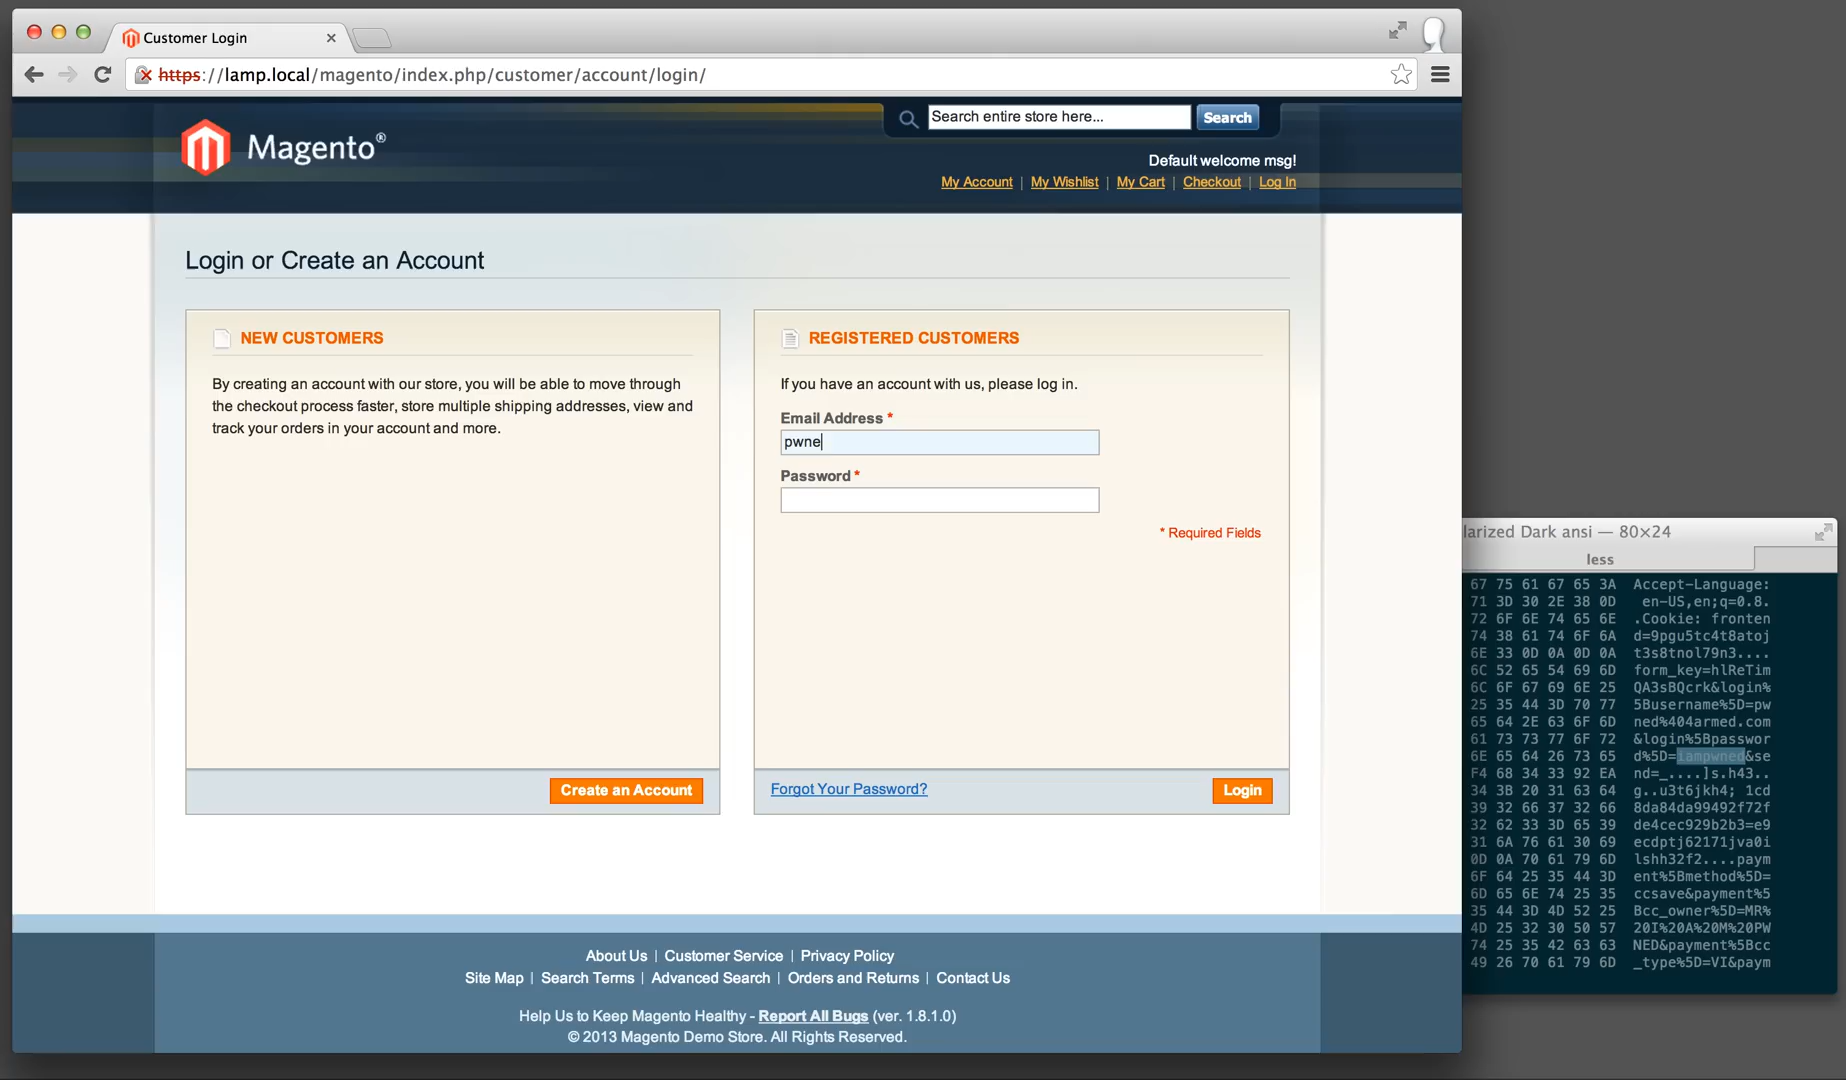 Customer Login
https://lamp.local/magento/index.php/customer/account/login/
Magento®
Search entire store here...
Search
Default welcome msg!
My Account | My Wishlist | My Cart | Checkout | Log In
Login or Create an Account
NEW CUSTOMERS
By creating an account with our store, you will be able to move through
the checkout process faster, store multiple shipping addresses, view and
track your orders in your account and more.
Create an Account
REGISTERED CUSTOMERS
If you have an account with us, please log in.
Email Address *
pwne
Password *
* Required Fields
Forgot Your Password?
Login
About Us | Customer Service | Privacy Policy
Site Map | Search Terms | Advanced Search | Orders and Returns | Contact Us
Help Us to Keep Magento Healthy - Report All Bugs (ver. 1.8.1.0)
© 2013 Magento Demo Store. All Rights Reserved.
larized Dark ansi — 80×24
less
67 75 61 67 65 3A Accept-Language:
71 3D 30 2E 38 0D en-US,en;q=0.8.
72 6F 6E 74 65 6E .Cookie: fronten
74 38 61 74 6F 6A d=9pgu5tc4t8atoj
6E 33 0D 0A 0D 0A t3s8tnol79n3....
6C 52 65 54 69 6D form_key=hlReTim
6C 6F 67 69 6E 25 QA3sBQcrk&login%
25 35 44 3D 70 77 5Busername%5D=pw
65 64 2E 63 6F 6D ned%404armed.com
61 73 73 77 6F 72 &login%5Bpasswor
6E 65 64 26 73 65 d%5D=iampwned&se
F4 68 34 33 92 EA nd=_....]s.h43..
34 3B 20 31 63 64 g..u3t6jkh4; 1cd
39 32 66 37 32 66 8da84da99492f72f
32 62 33 3D 65 39 de4cec929b2b3=e9
31 6A 76 61 30 69 ecdptj62171jva0i
0D 0A 70 61 79 6D lshh32f2....paym
6F 64 25 35 44 3D ent%5Bmethod%5D=
6D 65 6E 74 25 35 ccsave&payment%5
35 44 3D 4D 52 25 Bcc_owner%5D=MR%
4D 25 32 30 50 57 20I%20A%20M%20PW
74 25 35 42 63 63 NED&payment%5Bcc
49 26 70 61 79 6D _type%5D=VI&paym